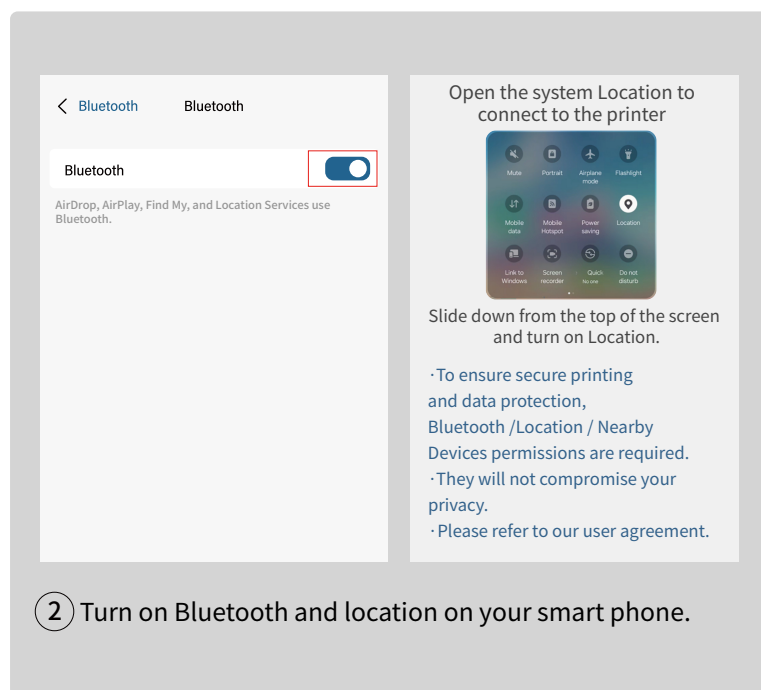 Bluetooth Bluetooth
Bluetooth
AirDrop, AirPlay, Find My, and Location Services use
Bluetooth.
Open the system Location to
connect to the printer
Mute Portrait Airplane Flashlight
mode
Mobile Mobile Power Location
data Hotspot saving
Link to Screen Quick Do not
Windows recorder No one disturb
Slide down from the top of the screen
and turn on Location.
·To ensure secure printing
and data protection,
Bluetooth /Location / Nearby
Devices permissions are required.
·They will not compromise your
privacy.
·Please refer to our user agreement.
2 Turn on Bluetooth and location on your smart phone.